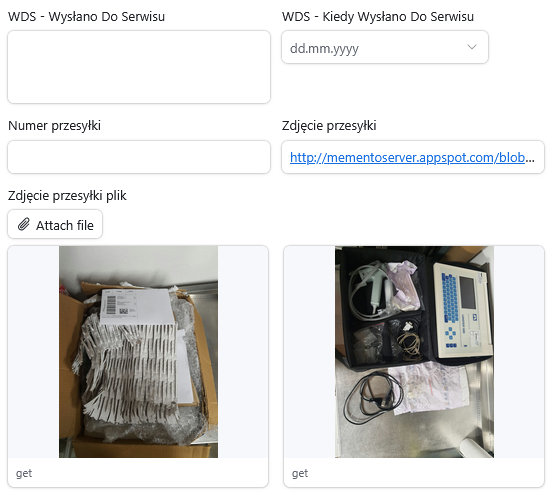 WDS - Wysłano Do Serwisu
WDS - Kiedy Wysłano Do Serwisu
dd.mm.yyyy
Numer przesyłki
Zdjęcie przesyłki
http://mementoserver.appspot.com/blob...
Zdjęcie przesyłki plik
Attach file
get
get